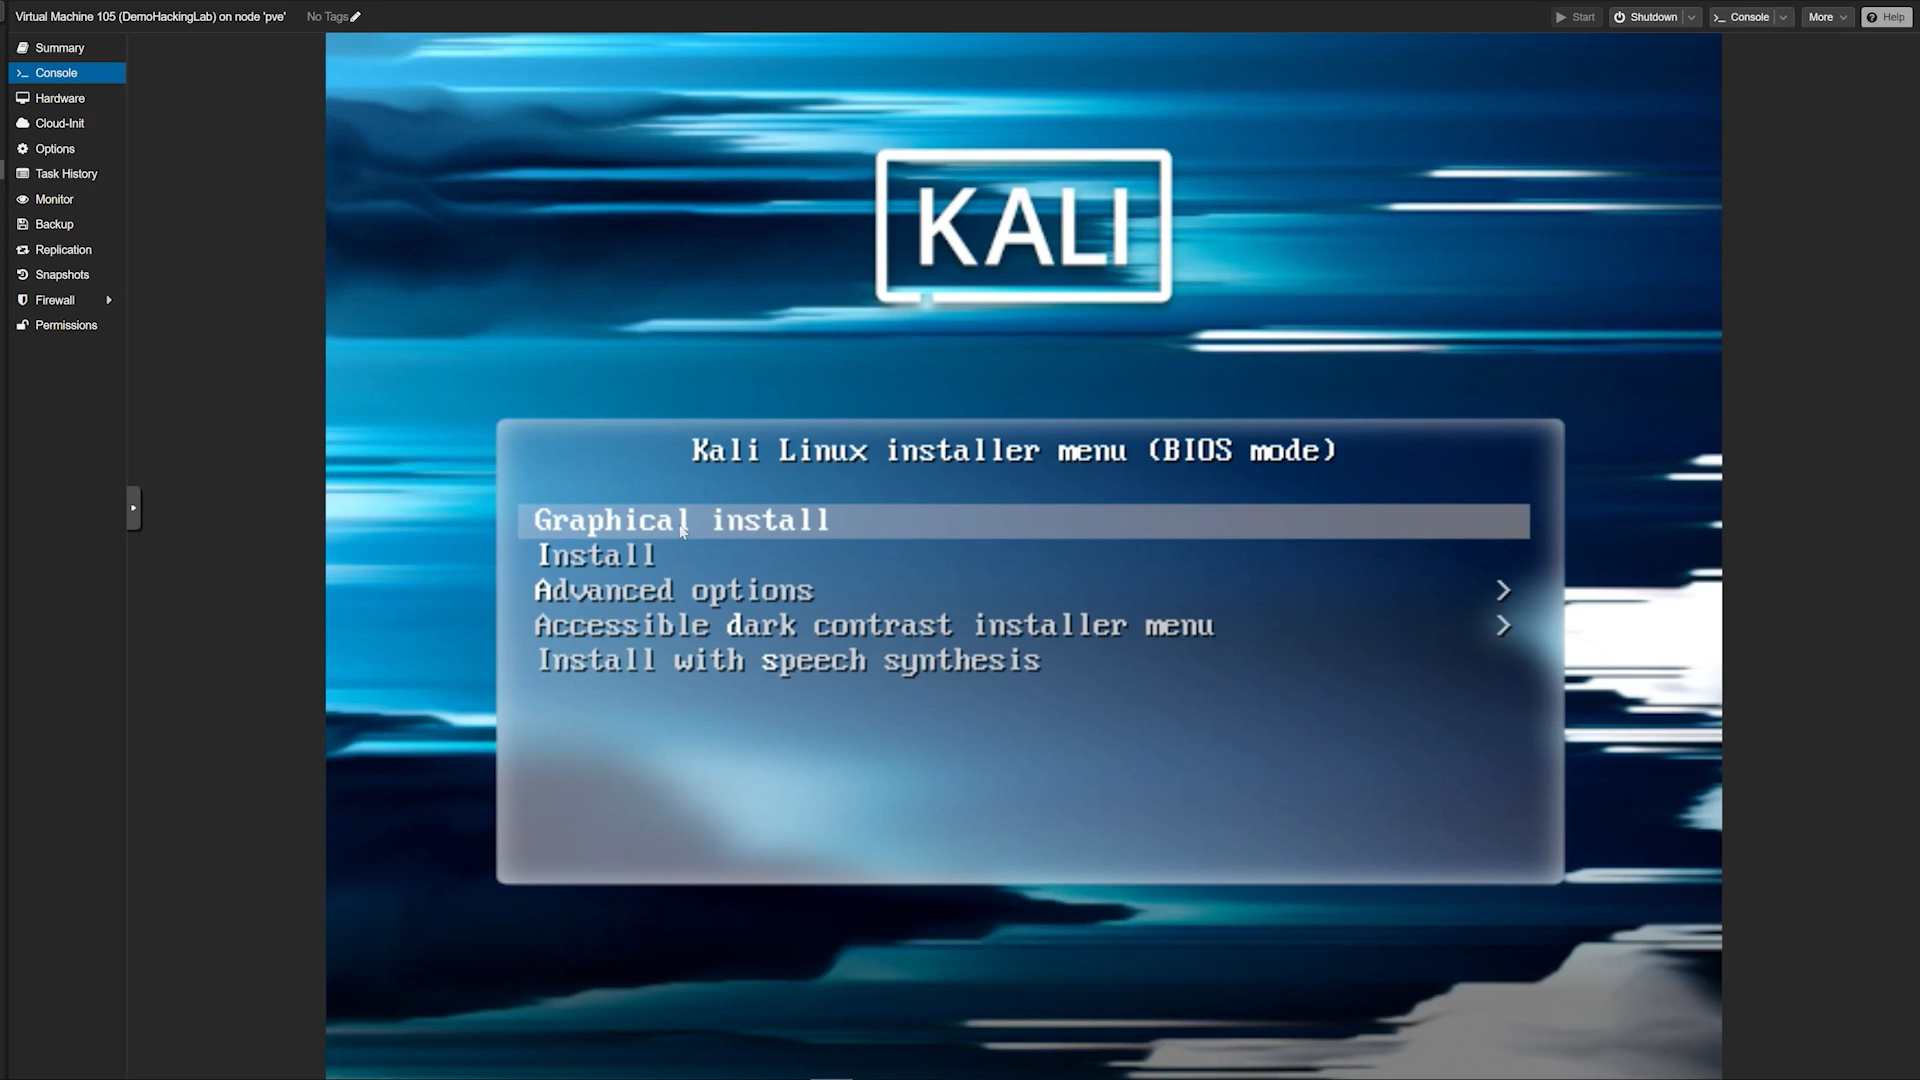 Virtual Machine 105 (DemoHackingLab) on node 'pve' No Tags Start Shutdown Console More Help
Summary
Console
Hardware
Cloud-Init
Options
Task History
Monitor
Backup
Replication
Snapshots
Firewall
Permissions
KALI
Kali Linux installer menu (BIOS mode)
Graphical install
Install
Advanced options >
Accessible dark contrast installer menu >
Install with speech synthesis